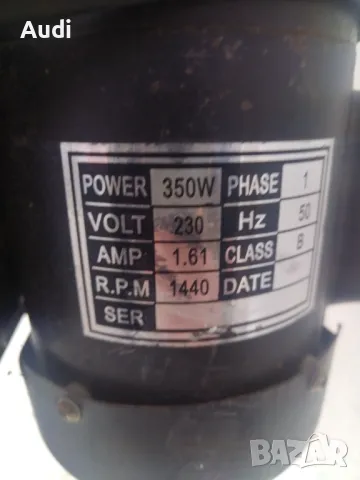 Audi
POWER 350W PHASE 1
VOLT 230 Hz 50
AMP 1.61 CLASS B
R.P.M 1440 DATE
SER
BAZAR